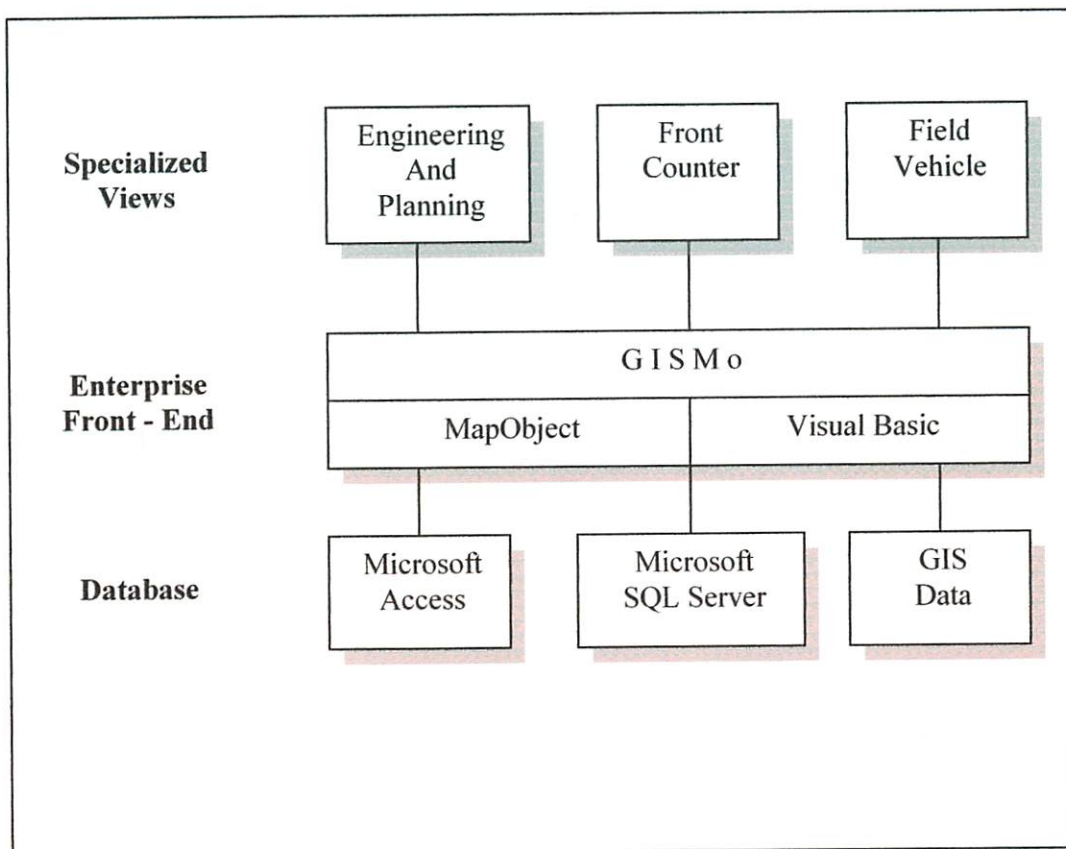 Specialized
Views
Engineering
And
Planning
Front
Counter
Field
Vehicle
Enterprise
Front - End
G I S M o
MapObject
Visual Basic
Database
Microsoft
Access
Microsoft
SQL Server
GIS
Data